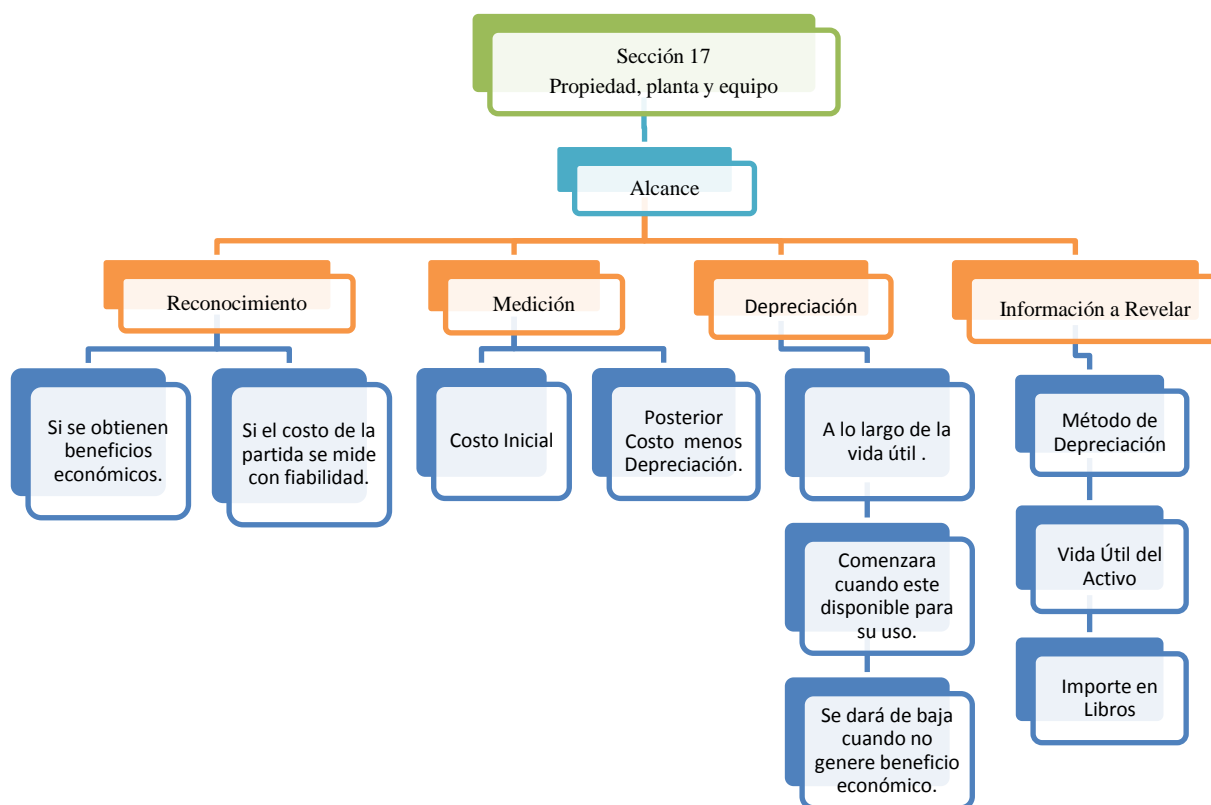 Sección 17
Propiedad, planta y equipo
Alcance
Reconocimiento
Medición
Depreciación
Información a Revelar
Si se obtienen
beneficios
económicos.
Si el costo de la
partida se mide
con fiabilidad.
Costo Inicial
Posterior
Costo menos
Depreciación.
A lo largo de la
vida útil .
Comenzara
cuando este
disponible para
su uso.
Se dará de baja
cuando no
genere beneficio
económico.
Método de
Depreciación
Vida Útil del
Activo
Importe en
Libros